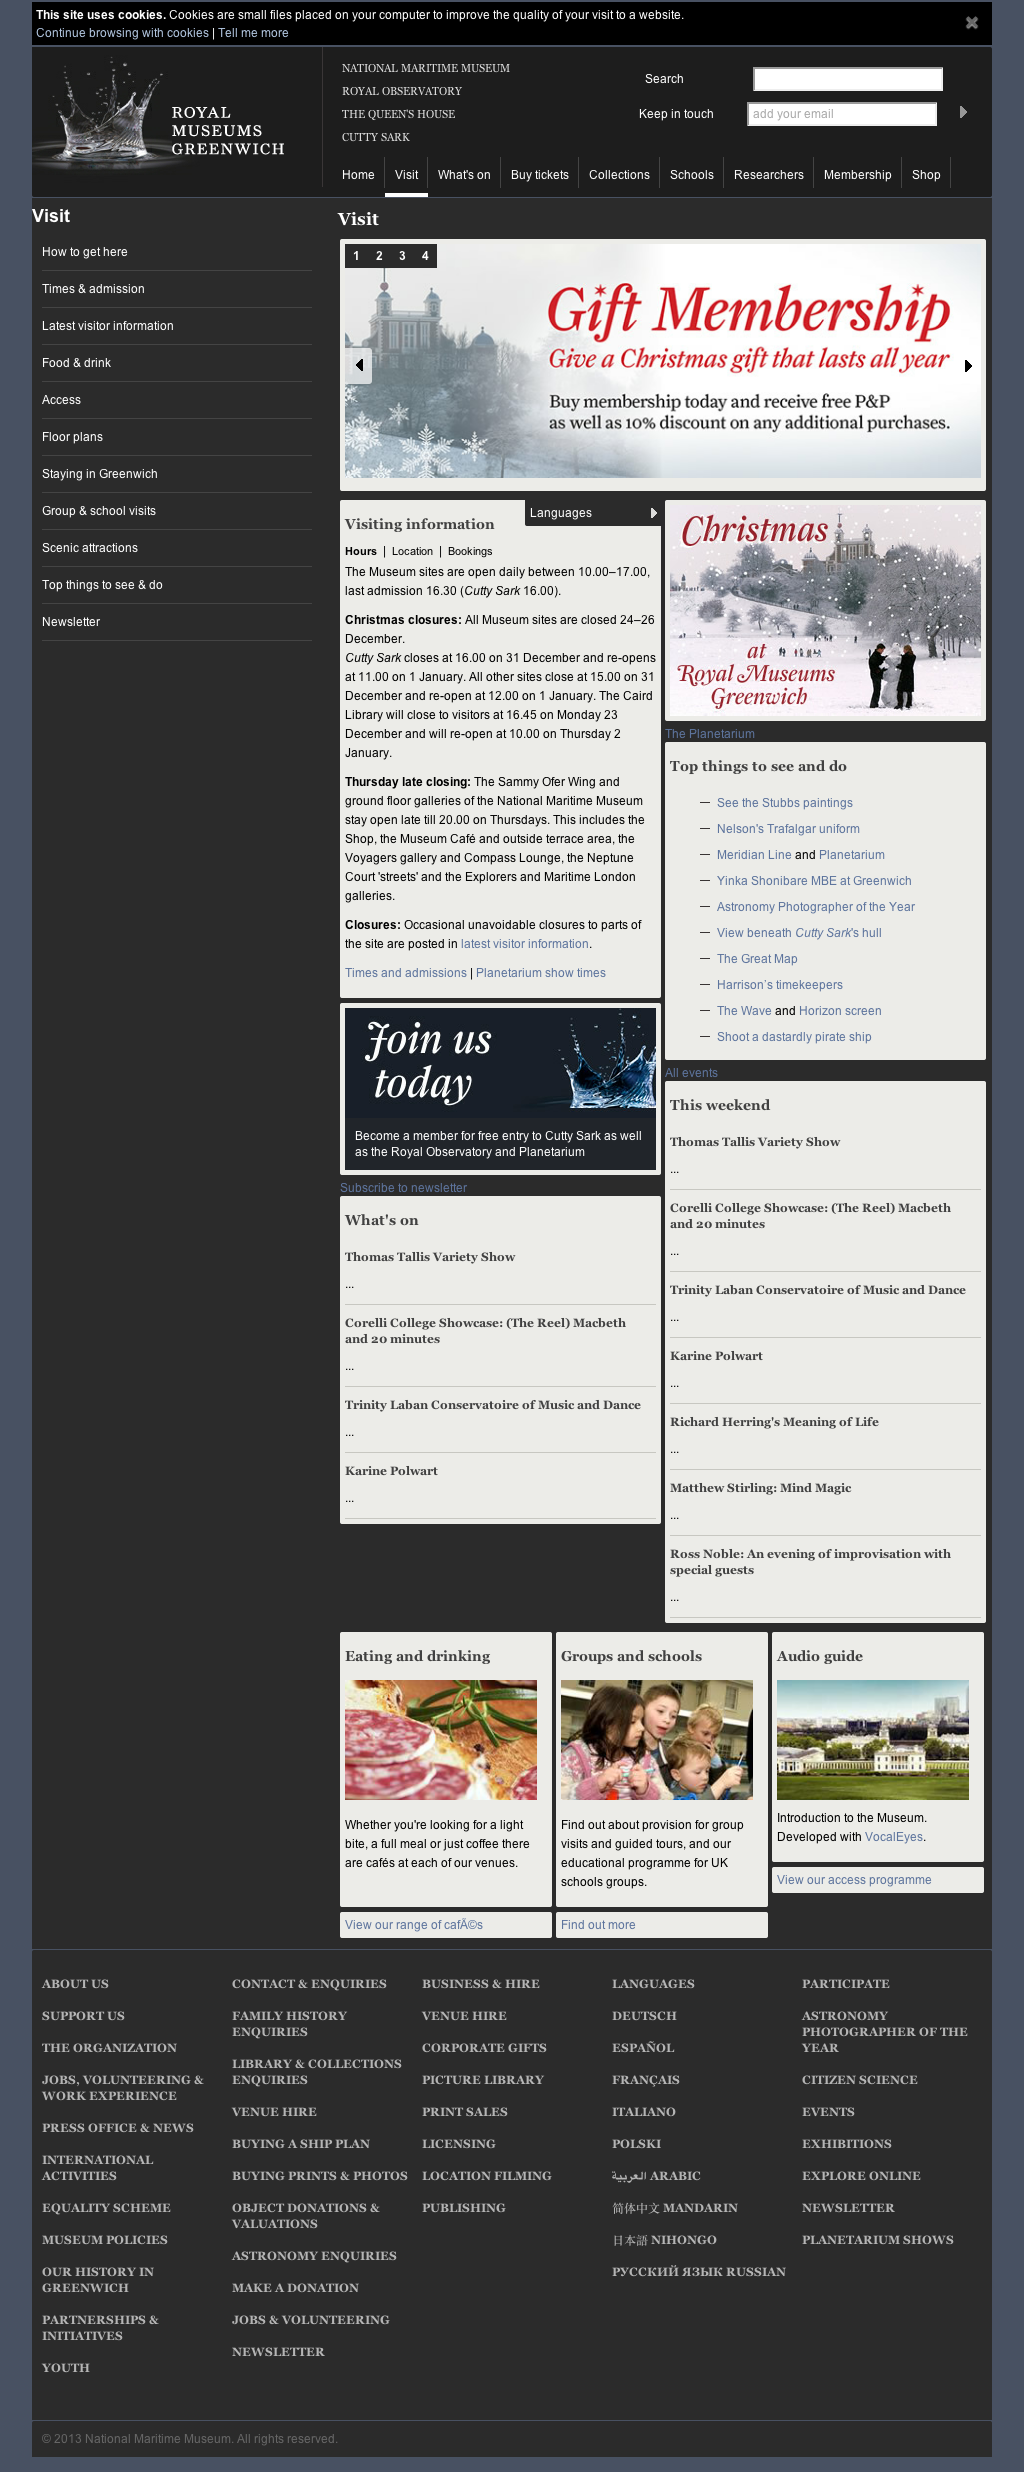 This site uses cookies. Cookies are small files placed on your computer to improve the quality of your visit to a website.
Continue browsing with cookies | Tell me more
ROYAL
MUSEUMS
GREENWICH
NATIONAL MARITIME MUSEUM
ROYAL OBSERVATORY
THE QUEEN'S HOUSE
CUTTY SARK
Search
Keep in touch
add your email
Home
Visit
What's on
Buy tickets
Collections
Schools
Researchers
Membership
Shop
Visit
How to get here
Times & admission
Latest visitor information
Food & drink
Access
Floor plans
Staying in Greenwich
Group & school visits
Scenic attractions
Top things to see & do
Newsletter
Visit
1 2 3 4
Gift Membership
Give a Christmas gift that lasts all year
Buy membership today and receive free P&P
as well as 10% discount on any additional purchases.
Languages
Visiting information
Hours | Location | Bookings
The Museum sites are open daily between 10.00–17.00,
last admission 16.30 (Cutty Sark 16.00).
Christmas closures: All Museum sites are closed 24–26
December.
Cutty Sark closes at 16.00 on 31 December and re-opens
at 11.00 on 1 January. All other sites close at 15.00 on 31
December and re-open at 12.00 on 1 January. The Caird
Library will close to visitors at 16.45 on Monday 23
December and will re-open at 10.00 on Thursday 2
January.
Thursday late closing: The Sammy Ofer Wing and
ground floor galleries of the National Maritime Museum
stay open late till 20.00 on Thursdays. This includes the
Shop, the Museum Café and outside terrace area, the
Voyagers gallery and Compass Lounge, the Neptune
Court 'streets' and the Explorers and Maritime London
galleries.
Closures: Occasional unavoidable closures to parts of
the site are posted in latest visitor information.
Times and admissions | Planetarium show times
Join us
today
Become a member for free entry to Cutty Sark as well
as the Royal Observatory and Planetarium
Subscribe to newsletter
What's on
Thomas Tallis Variety Show
...
Corelli College Showcase: (The Reel) Macbeth
and 20 minutes
...
Trinity Laban Conservatoire of Music and Dance
...
Karine Polwart
...
Christmas
at
Royal Museums
Greenwich
The Planetarium
Top things to see and do
— See the Stubbs paintings
— Nelson's Trafalgar uniform
— Meridian Line and Planetarium
— Yinka Shonibare MBE at Greenwich
— Astronomy Photographer of the Year
— View beneath Cutty Sark's hull
— The Great Map
— Harrison's timekeepers
— The Wave and Horizon screen
— Shoot a dastardly pirate ship
All events
This weekend
Thomas Tallis Variety Show
...
Corelli College Showcase: (The Reel) Macbeth
and 20 minutes
...
Trinity Laban Conservatoire of Music and Dance
...
Karine Polwart
...
Richard Herring's Meaning of Life
...
Matthew Stirling: Mind Magic
...
Ross Noble: An evening of improvisation with
special guests
...
Eating and drinking
Whether you're looking for a light
bite, a full meal or just coffee there
are cafés at each of our venues.
View our range of cafÃ©s
Groups and schools
Find out about provision for group
visits and guided tours, and our
educational programme for UK
schools groups.
Find out more
Audio guide
Introduction to the Museum.
Developed with VocalEyes.
View our access programme
ABOUT US
SUPPORT US
THE ORGANIZATION
JOBS, VOLUNTEERING &
WORK EXPERIENCE
PRESS OFFICE & NEWS
INTERNATIONAL
ACTIVITIES
EQUALITY SCHEME
MUSEUM POLICIES
OUR HISTORY IN
GREENWICH
PARTNERSHIPS &
INITIATIVES
YOUTH
CONTACT & ENQUIRIES
FAMILY HISTORY
ENQUIRIES
LIBRARY & COLLECTIONS
ENQUIRIES
VENUE HIRE
BUYING A SHIP PLAN
BUYING PRINTS & PHOTOS
OBJECT DONATIONS &
VALUATIONS
ASTRONOMY ENQUIRIES
MAKE A DONATION
JOBS & VOLUNTEERING
NEWSLETTER
BUSINESS & HIRE
VENUE HIRE
CORPORATE GIFTS
PICTURE LIBRARY
PRINT SALES
LICENSING
LOCATION FILMING
PUBLISHING
LANGUAGES
DEUTSCH
ESPAÑOL
FRANÇAIS
ITALIANO
POLSKI
العربية ARABIC
简体中文 MANDARIN
日本語 NIHONGO
РУССКИЙ ЯЗЫК RUSSIAN
PARTICIPATE
ASTRONOMY
PHOTOGRAPHER OF THE
YEAR
CITIZEN SCIENCE
EVENTS
EXHIBITIONS
EXPLORE ONLINE
NEWSLETTER
PLANETARIUM SHOWS
© 2013 National Maritime Museum. All rights reserved.